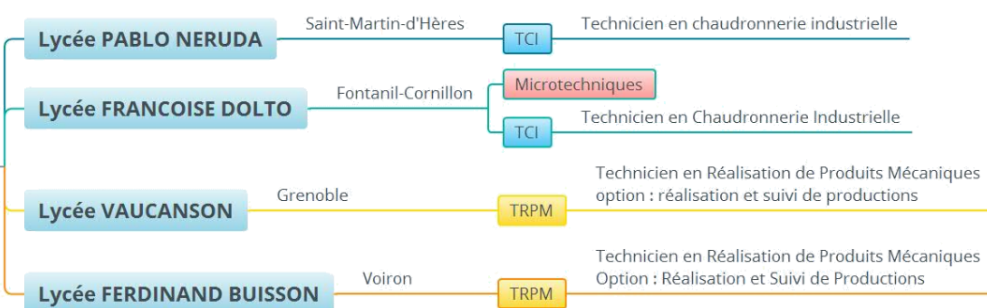 Lycée PABLO NERUDA
Saint-Martin-d'Hères
TCI
Technicien en chaudronnerie industrielle
Lycée FRANCOISE DOLTO
Fontanil-Cornillon
Microtechniques
TCI
Technicien en Chaudronnerie Industrielle
Lycée VAUCANSON
Grenoble
TRPM
Technicien en Réalisation de Produits Mécaniques
option : réalisation et suivi de productions
Lycée FERDINAND BUISSON
Voiron
TRPM
Technicien en Réalisation de Produits Mécaniques
Option : Réalisation et Suivi de Productions